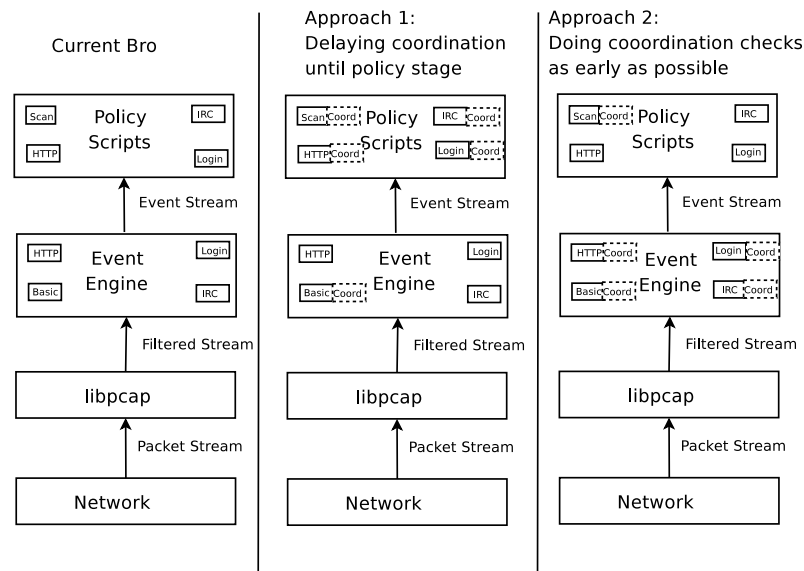 Current Bro
Policy
Scripts
Scan
IRC
HTTP
Login
Event Stream
Event
Engine
HTTP
Login
Basic
IRC
Filtered Stream
libpcap
Packet Stream
Network
Approach 1:
Delaying coordination
until policy stage
Policy
Scripts
Scan Coord
IRC Coord
HTTP Coord
Login Coord
Event Stream
Event
Engine
HTTP
Login
Basic Coord
IRC
Filtered Stream
libpcap
Packet Stream
Network
Approach 2:
Doing cooordination checks
as early as possible
Policy
Scripts
Scan Coord
IRC
HTTP
Login
Event Stream
Event
Engine
HTTP Coord
Login Coord
Basic Coord
IRC Coord
Filtered Stream
libpcap
Packet Stream
Network